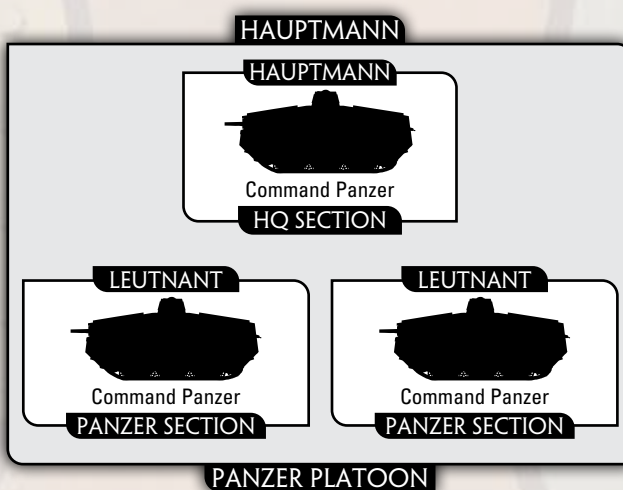 HAUPTMANN
HAUPTMANN
Command Panzer
HQ SECTION
LEUTNANT
Command Panzer
PANZER SECTION
LEUTNANT
Command Panzer
PANZER SECTION
PANZER PLATOON